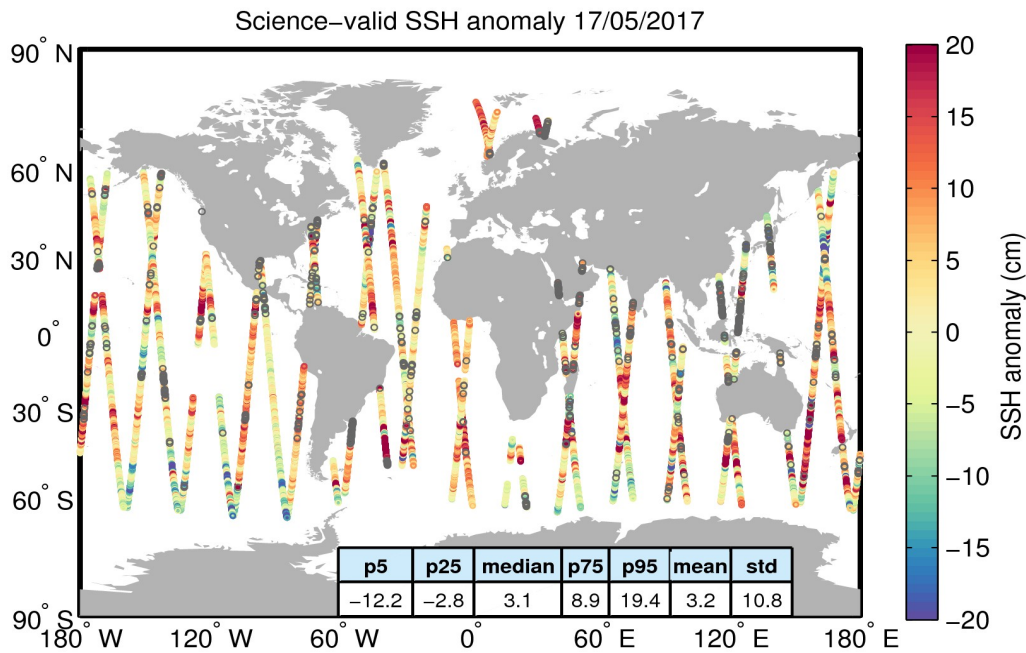 Science−valid SSH anomaly 17/05/2017
90° N
60° N
30° N
0°
30° S
60° S
90° S
180° W
120° W
60° W
0°
60° E
120° E
180° E
p5 p25 median p75 p95 mean std
−12.2 −2.8 3.1 8.9 19.4 3.2 10.8
20
15
10
5
0
−5
−10
−15
−20
SSH anomaly (cm)